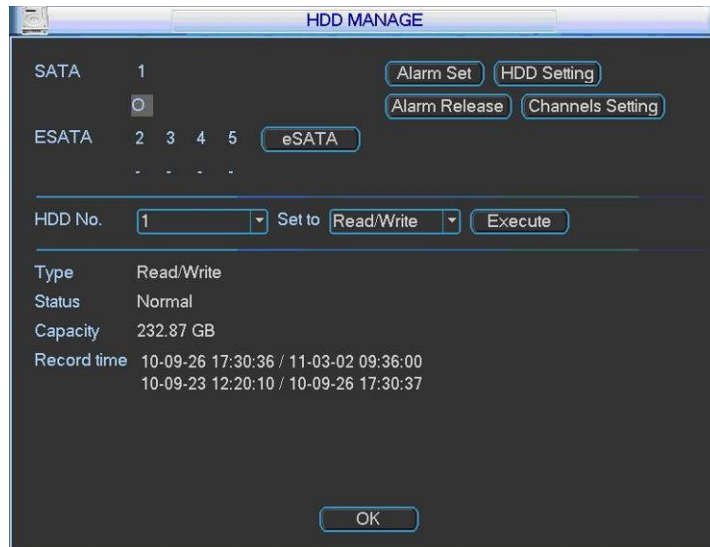 HDD MANAGE
SATA 1 Alarm Set HDD Setting
O Alarm Release Channels Setting
ESATA 2 3 4 5 eSATA
- - - -
HDD No. 1 Set to Read/Write Execute
Type Read/Write
Status Normal
Capacity 232.87 GB
Record time 10-09-26 17:30:36 / 11-03-02 09:36:00
10-09-23 12:20:10 / 10-09-26 17:30:37
OK